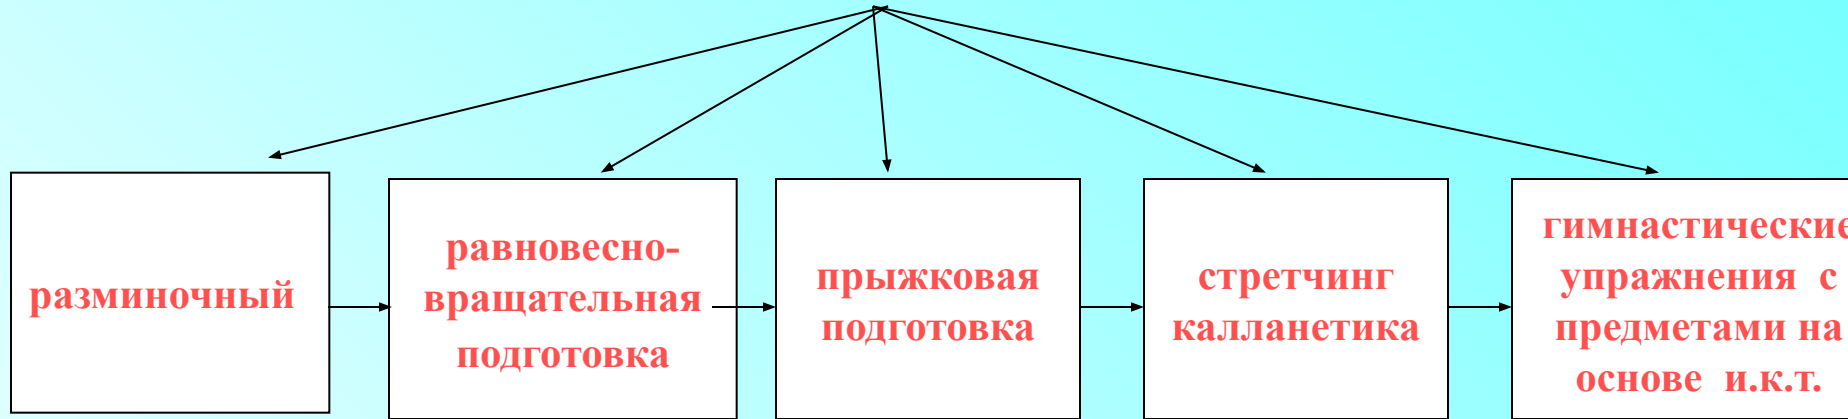 разминочный
равновесно-
вращательная
подготовка
прыжковая
подготовка
стретчинг
калланетика
гимнастические
упражнения с
предметами на
основе и.к.т.